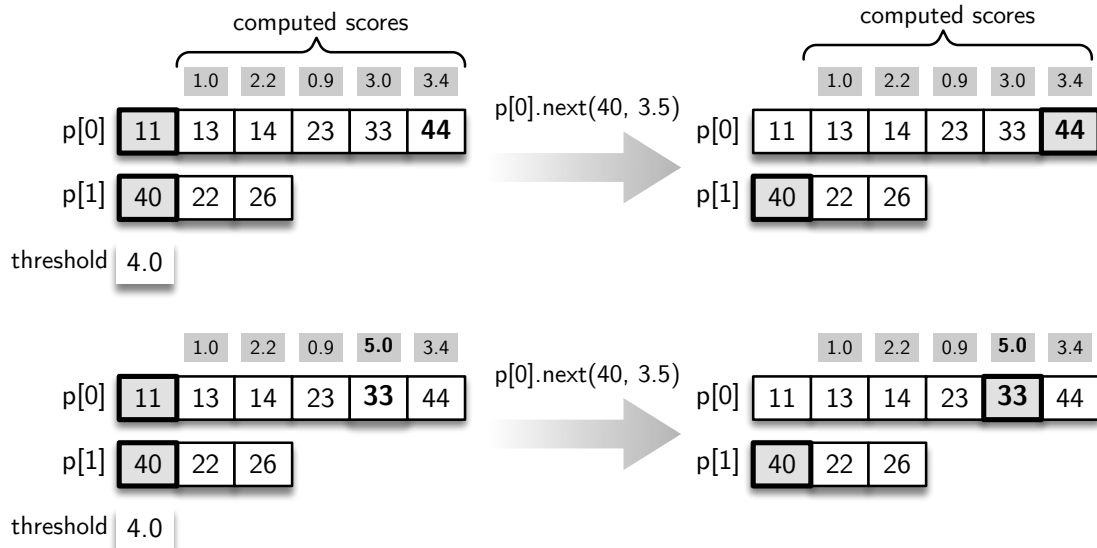 computed scores computed scores
1.0 2.2 0.9 3.0 3.4 1.0 2.2 0.9 3.0 3.4
p[0] 11 13 14 23 33 44 p[0].next(40, 3.5) p[0] 11 13 14 23 33 44
p[1] 40 22 26 p[1] 40 22 26
threshold 4.0
1.0 2.2 0.9 5.0 3.4 1.0 2.2 0.9 5.0 3.4
p[0] 11 13 14 23 33 44 p[0].next(40, 3.5) p[0] 11 13 14 23 33 44
p[1] 40 22 26 p[1] 40 22 26
threshold 4.0